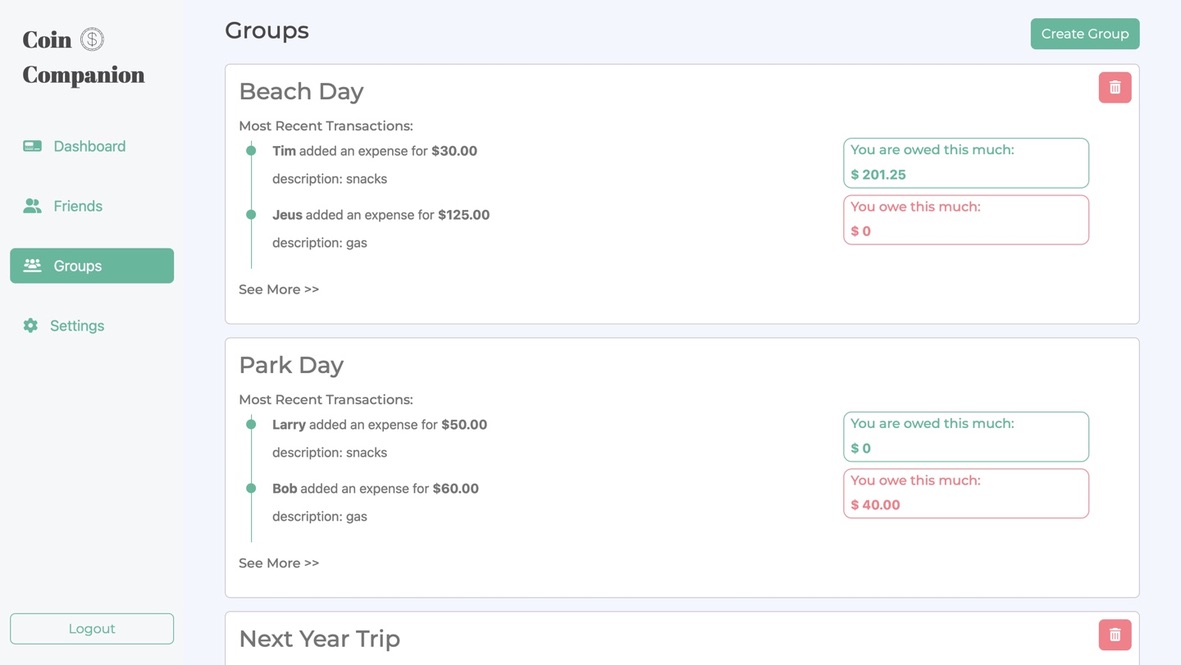 Coin
Companion
Dashboard
Friends
Groups
Settings
Logout
Groups
Create Group
Beach Day
Most Recent Transactions:
Tim added an expense for $30.00
description: snacks
Jeus added an expense for $125.00
description: gas
You are owed this much:
$ 201.25
You owe this much:
$ 0
See More >>
Park Day
Most Recent Transactions:
Larry added an expense for $50.00
description: snacks
Bob added an expense for $60.00
description: gas
You are owed this much:
$ 0
You owe this much:
$ 40.00
See More >>
Next Year Trip